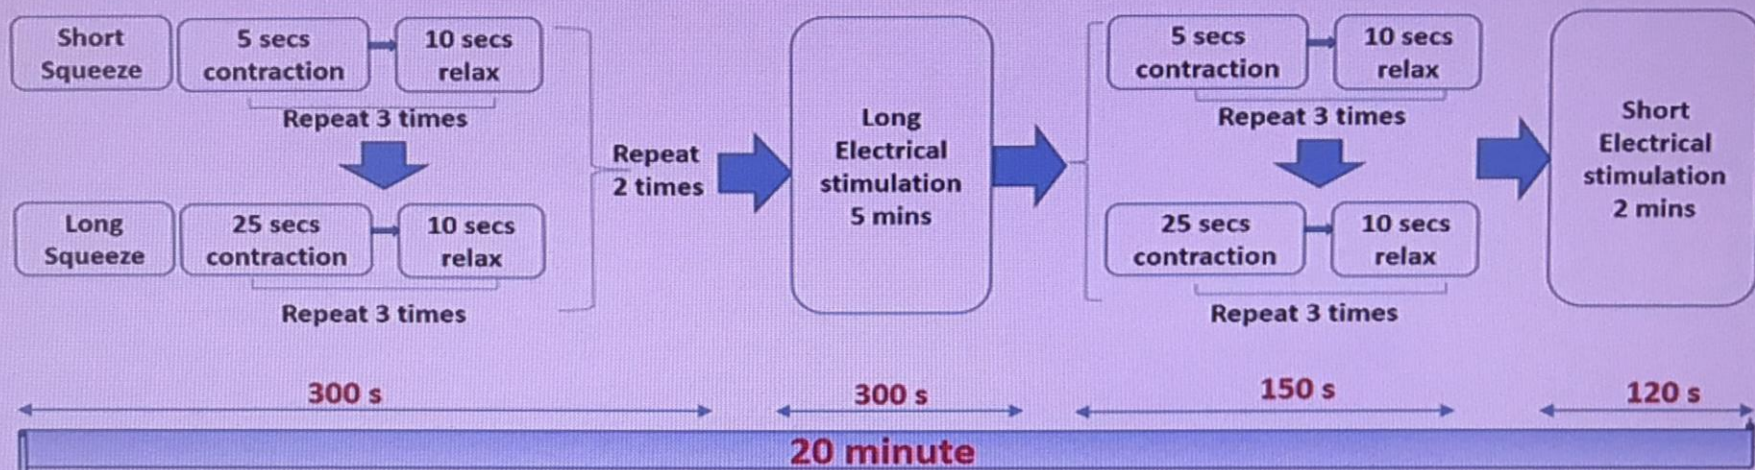 Short
Squeeze
5 secs
contraction
10 secs
relax
Repeat 3 times
Long
Squeeze
25 secs
contraction
10 secs
relax
Repeat 3 times
Repeat
2 times
Long
Electrical
stimulation
5 mins
5 secs
contraction
10 secs
relax
Repeat 3 times
25 secs
contraction
10 secs
relax
Repeat 3 times
Short
Electrical
stimulation
2 mins
300 s
300 s
150 s
120 s
20 minute